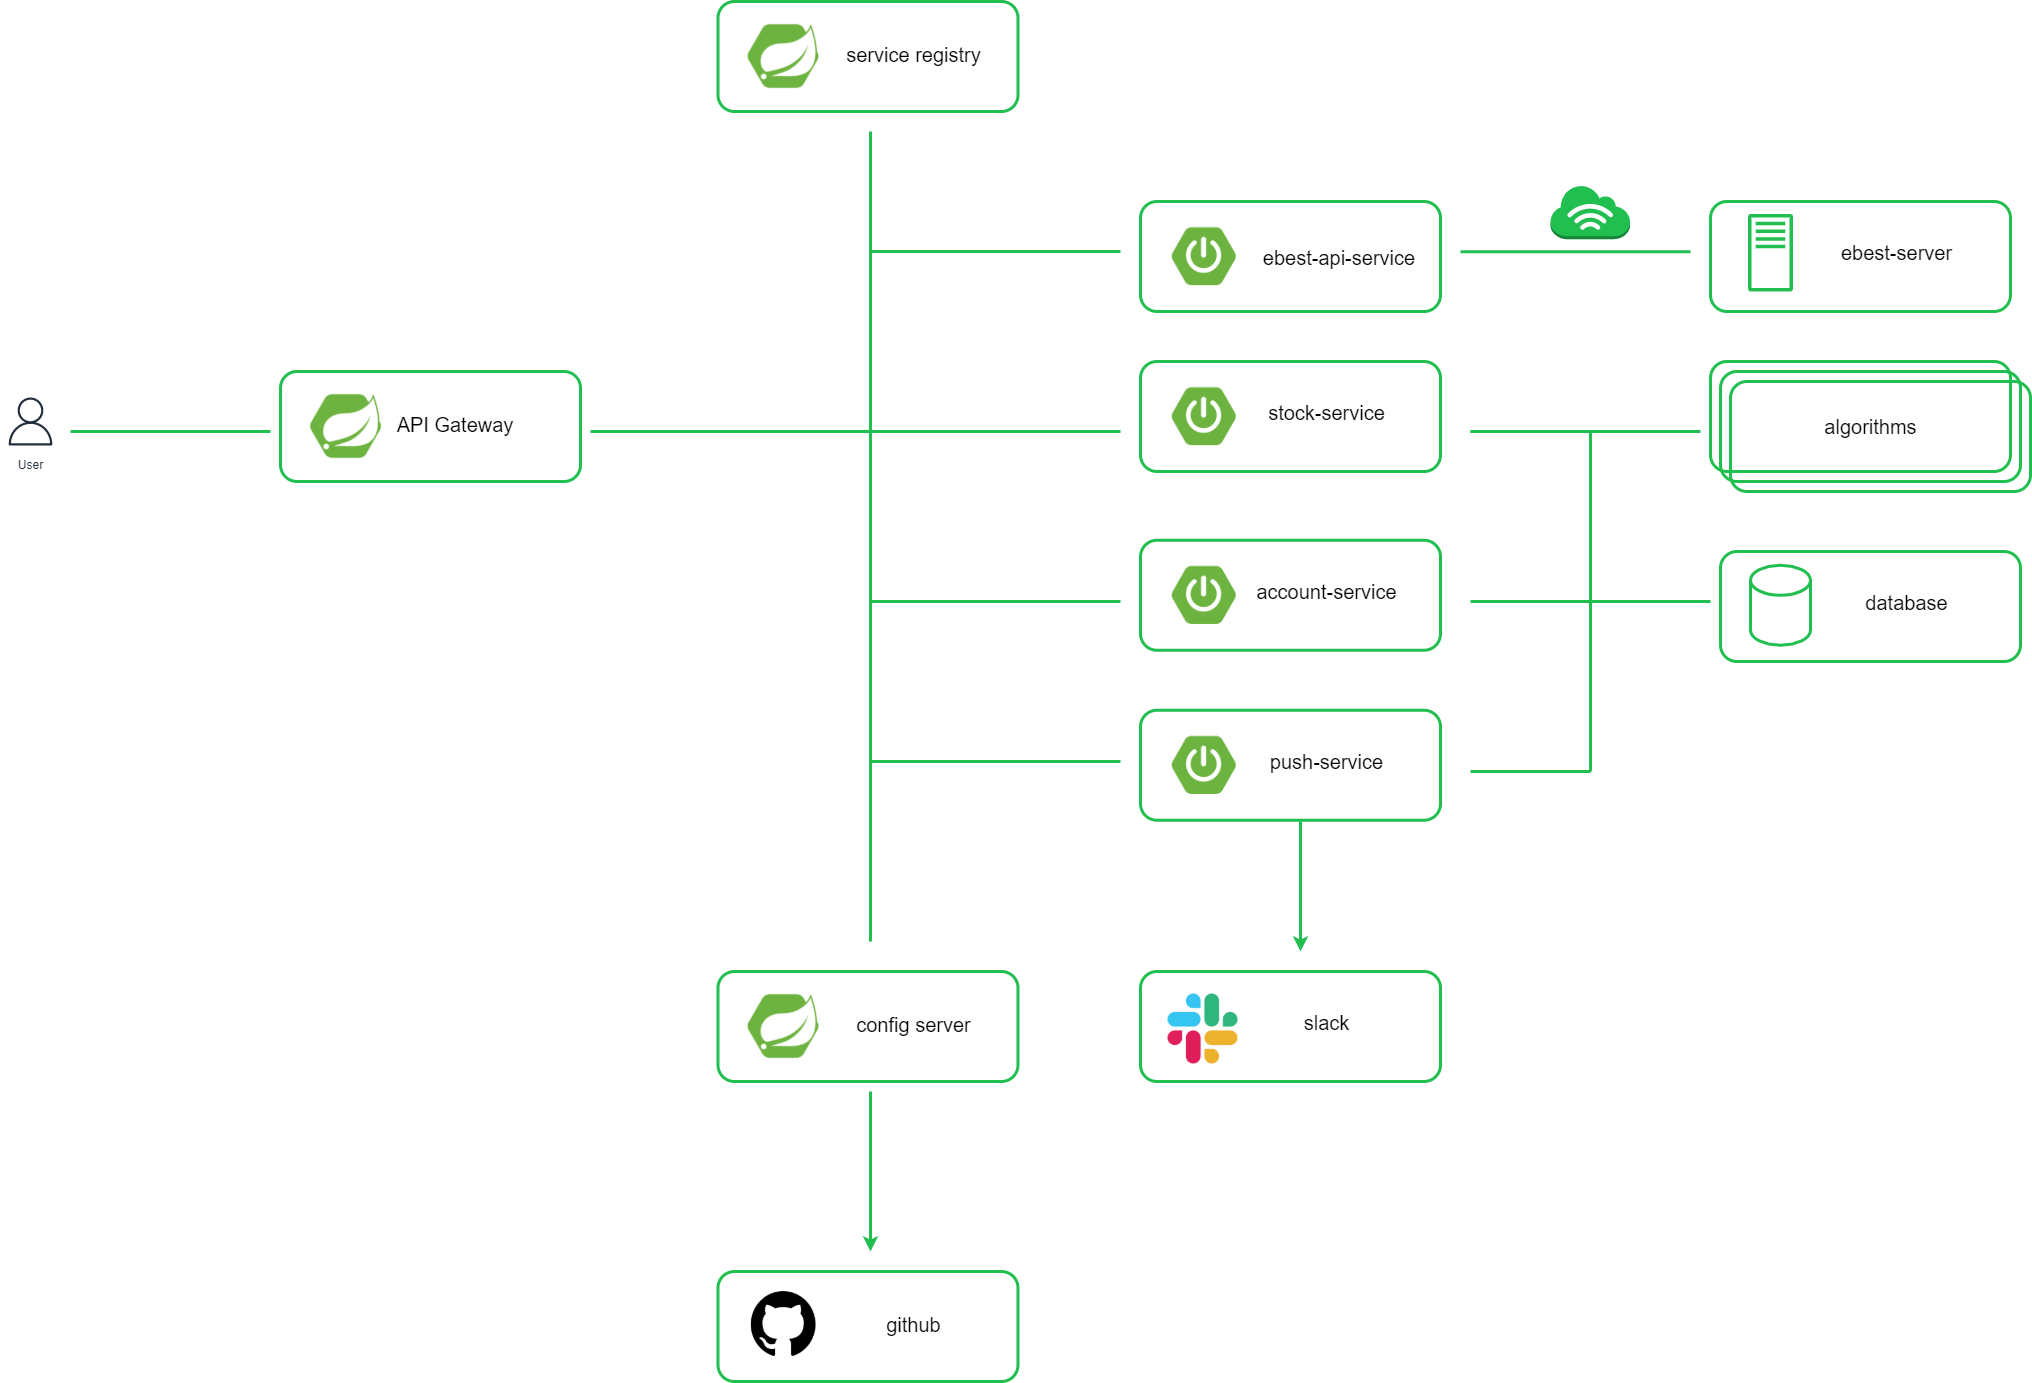 service registry
ebest-api-service
ebest-server
User
API Gateway
stock-service
algorithms
account-service
database
push-service
config server
slack
github